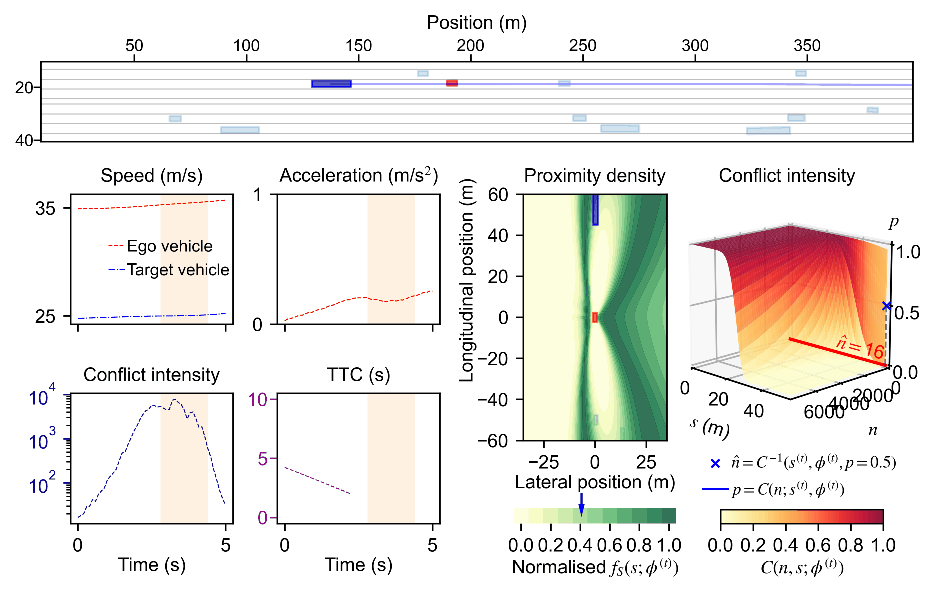 Position (m)
50 100 150 200 250 300 350
20
40
Speed (m/s)
35
25
Ego vehicle
Target vehicle
Acceleration (m/s²)
1
0
Proximity density
Longitudinal position (m)
60
40
20
0
−20
−40
−60
−25 0 25
Lateral position (m)
Conflict intensity
p
1.0
0.5
0.0
n̂ = 16
0 20 40
s (m)
6000 4000 2000 0
n
Conflict intensity
10⁴
10³
10²
0 5
Time (s)
TTC (s)
10
5
0
0 5
Time (s)
0.0 0.2 0.4 0.6 0.8 1.0
Normalised f_S(s; ϕ^(t))
n̂ = C⁻¹(s^(t), ϕ^(t), p = 0.5)
p = C(n; s^(t), ϕ^(t))
0.0 0.2 0.4 0.6 0.8 1.0
C(n, s; ϕ^(t))